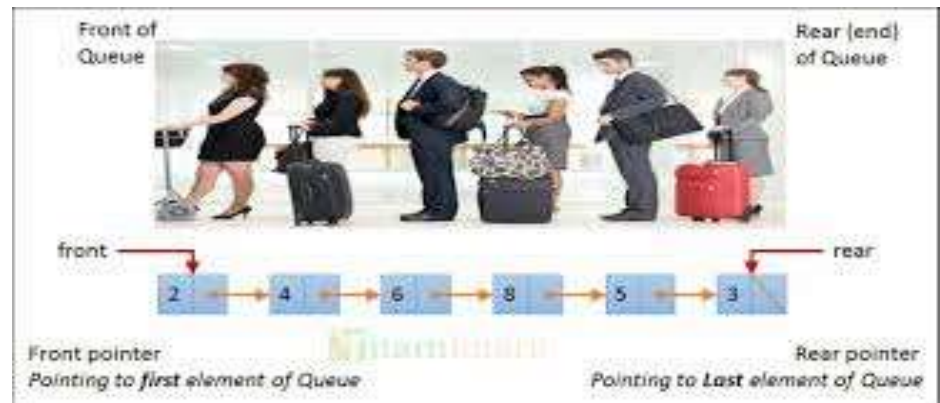 Front of
Queue
Rear (end)
of Queue
front
rear
2
4
6
8
5
3
Front pointer
Pointing to first element of Queue
Rear pointer
Pointing to Last element of Queue